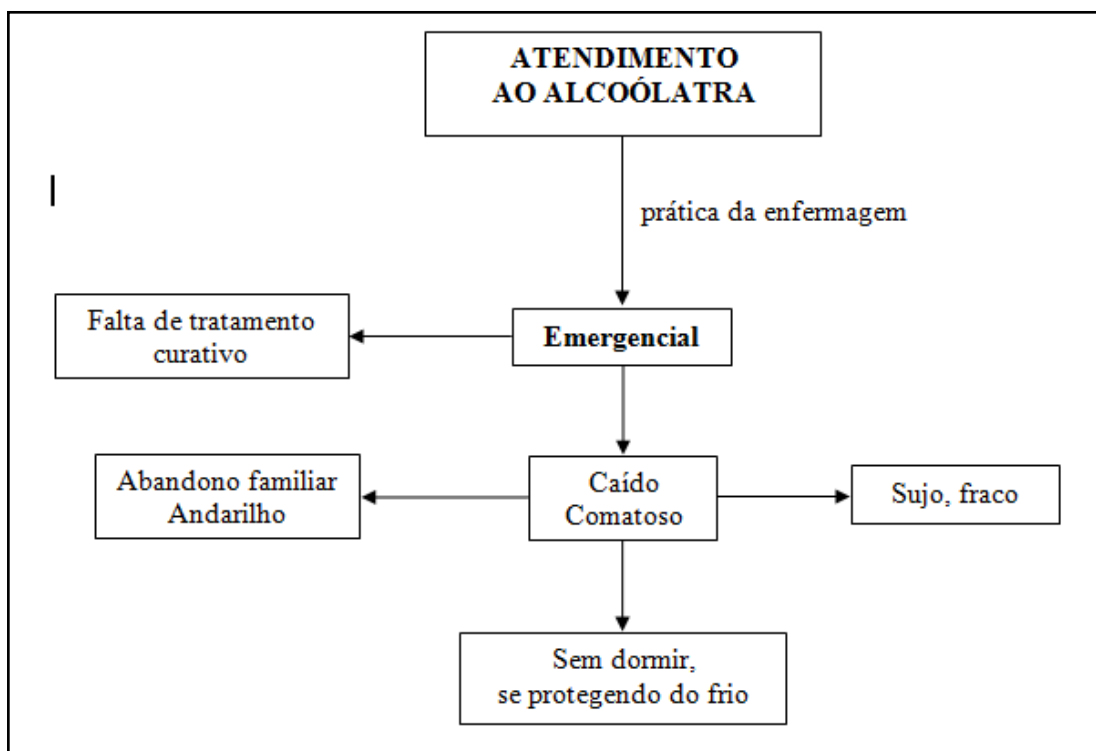 ATENDIMENTO
AO ALCOÓLATRA
prática da enfermagem
Falta de tratamento
curativo
Emergencial
Abandono familiar
Andarilho
Caído
Comatoso
Sujo, fraco
Sem dormir,
se protegendo do frio